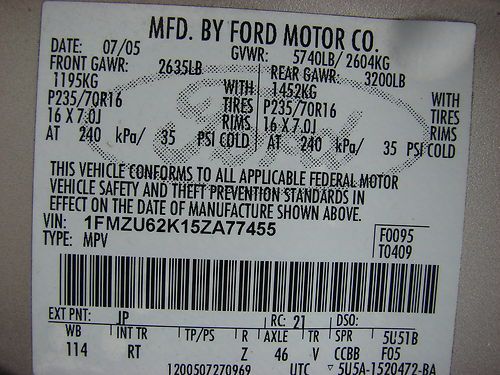 MFD. BY FORD MOTOR CO.
DATE: 07/05 GVWR: 5740LB/ 2604KG
FRONT GAWR: 2635LB REAR GAWR: 3200LB
1195KG WITH 1452KG WITH
P235/70R16 TIRES P235/70R16 TIRES
16 X 7.0J RIMS 16 X 7.0J RIMS
AT 240 kPa/ 35 PSI COLD AT 240 kPa/ 35 PSI COLD
Ford
THIS VEHICLE CONFORMS TO ALL APPLICABLE FEDERAL MOTOR
VEHICLE SAFETY AND THEFT PREVENTION STANDARDS IN
EFFECT ON THE DATE OF MANUFACTURE SHOWN ABOVE.
VIN: 1FMZU62K15ZA77455 F0095
TYPE: MPV T0409
EXT PNT: JP RC: 21 DSO:
WB INT TR TP/PS R AXLE TR SPR 5U51B
114 RT Z 46 V CCBB F05
1200507270969 UTC ▽ 5U5A-1520472-BA